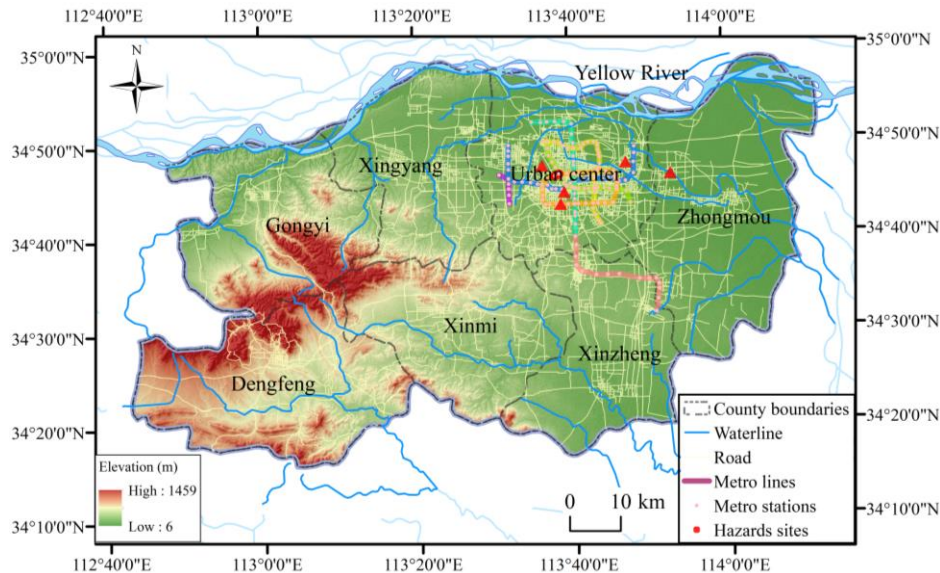 112°40'0"E 113°0'0"E 113°20'0"E 113°40'0"E 114°0'0"E
35°0'0"N
34°50'0"N
34°40'0"N
34°30'0"N
34°20'0"N
34°10'0"N
N
Yellow River
Xingyang
Urban center
Zhongmou
Gongyi
Xinmi
Xinzheng
Dengfeng
35°0'0"N
34°50'0"N
34°40'0"N
34°30'0"N
34°20'0"N
34°10'0"N
Elevation (m)
High : 1459
Low : 6
0 10 km
County boundaries
Waterline
Road
Metro lines
Metro stations
Hazards sites
112°40'0"E 113°0'0"E 113°20'0"E 113°40'0"E 114°0'0"E